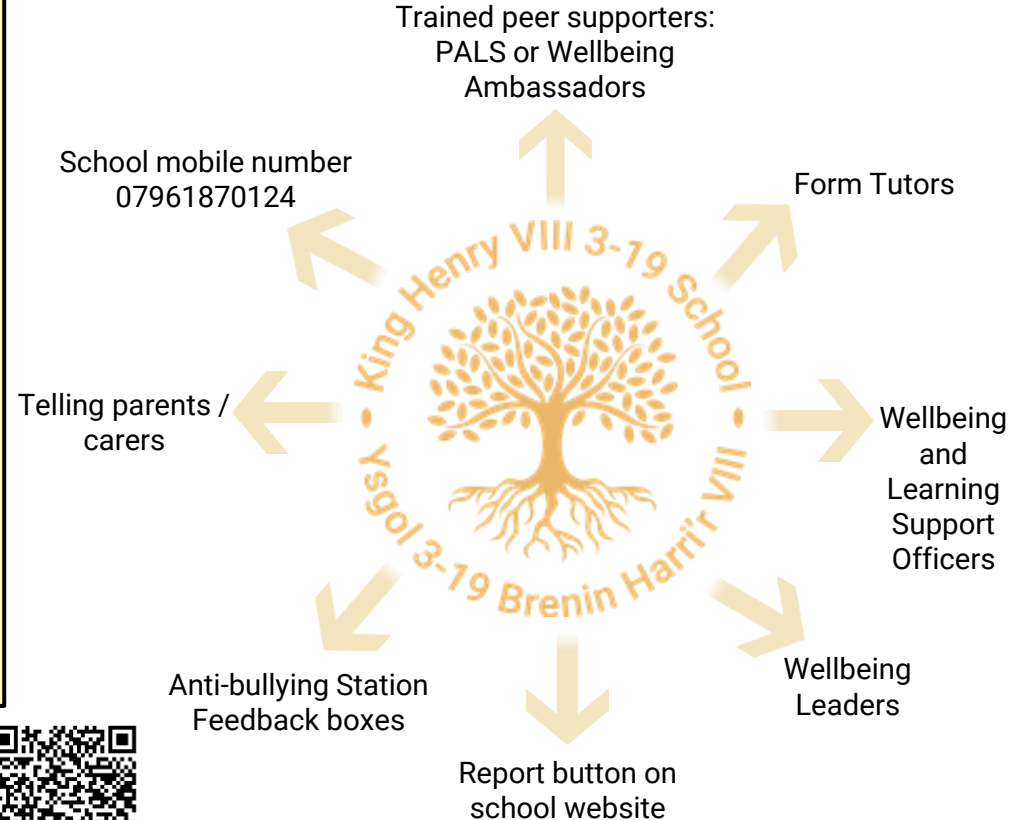 Trained peer supporters:
PALS or Wellbeing
Ambassadors
School mobile number
07961870124
Form Tutors
King Henry VIII 3-19 School
Telling parents /
carers
Wellbeing
and
Learning
Support
Officers
Ysgol 3-19 Brenin Harri'r VIII
Anti-bullying Station
Feedback boxes
Wellbeing
Leaders
Report button on
school website